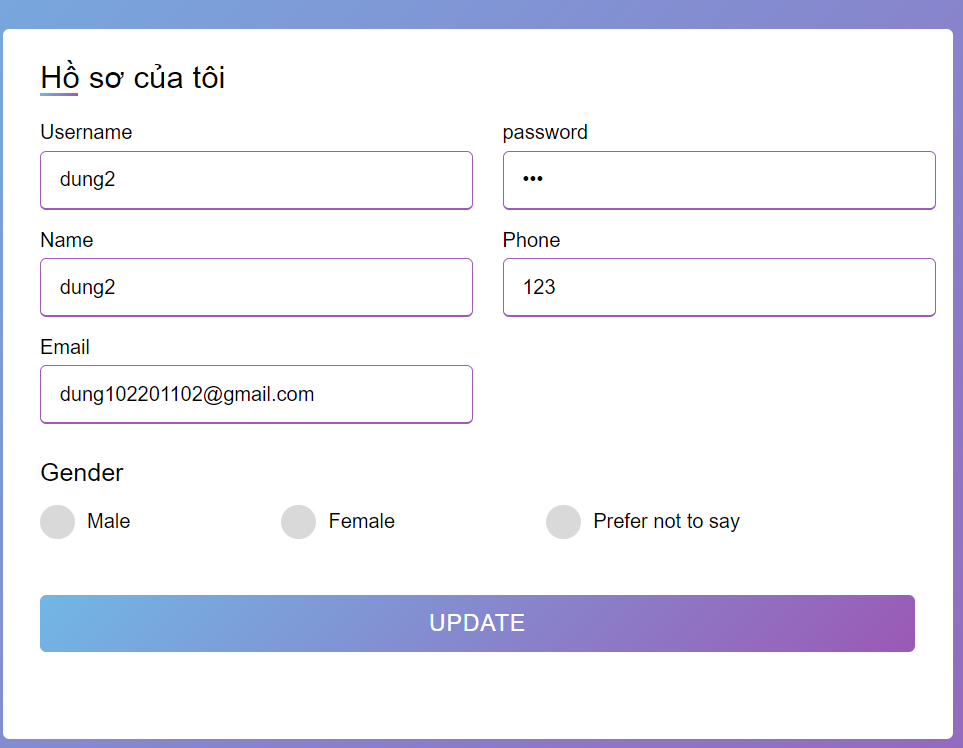 Hồ sơ của tôi
Username password
dung2 •••
Name Phone
dung2 123
Email
dung102201102@gmail.com
Gender
Male Female Prefer not to say
UPDATE